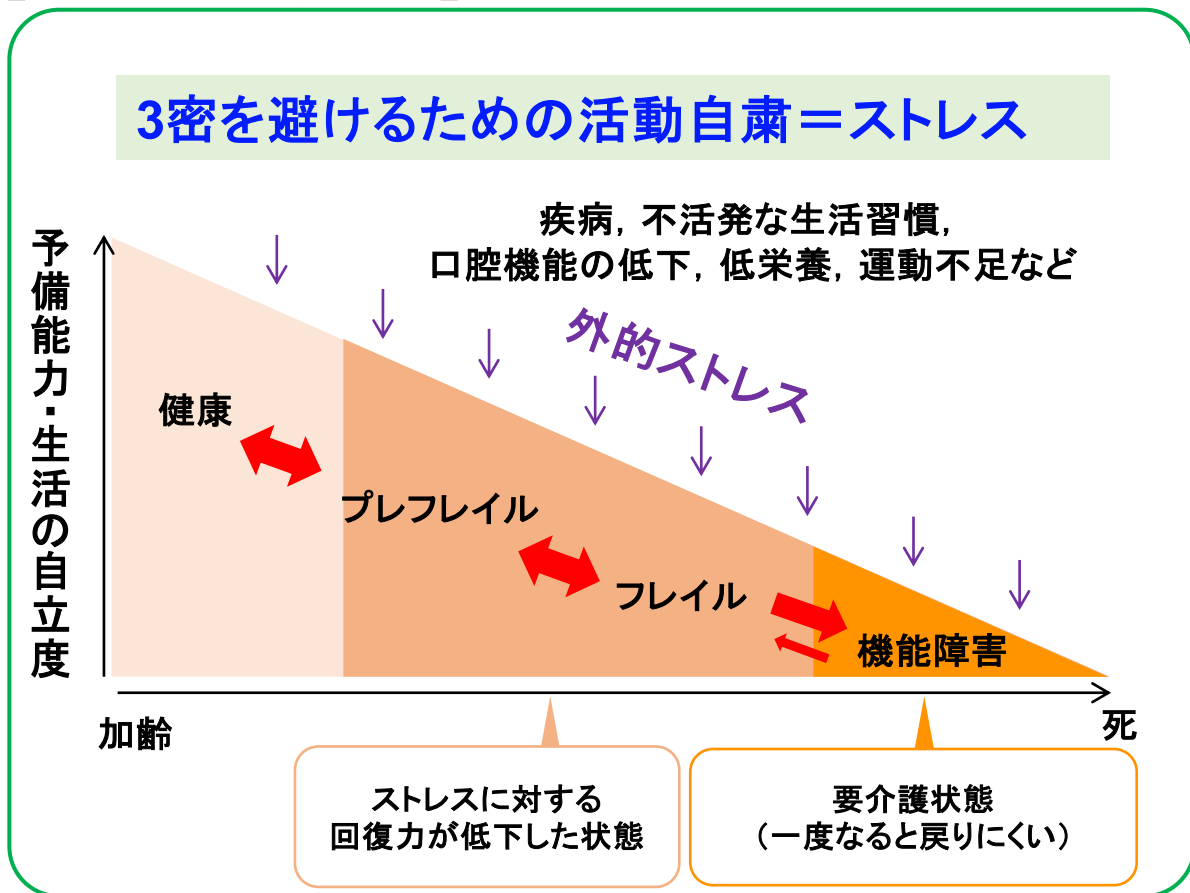 3密を避けるための活動自粛＝ストレス
疾病，不活発な生活習慣，
口腔機能の低下，低栄養，運動不足など
外的ストレス
予備能力・生活の自立度
健康
プレフレイル
フレイル
機能障害
加齢
死
ストレスに対する
回復力が低下した状態
要介護状態
（一度なると戻りにくい）